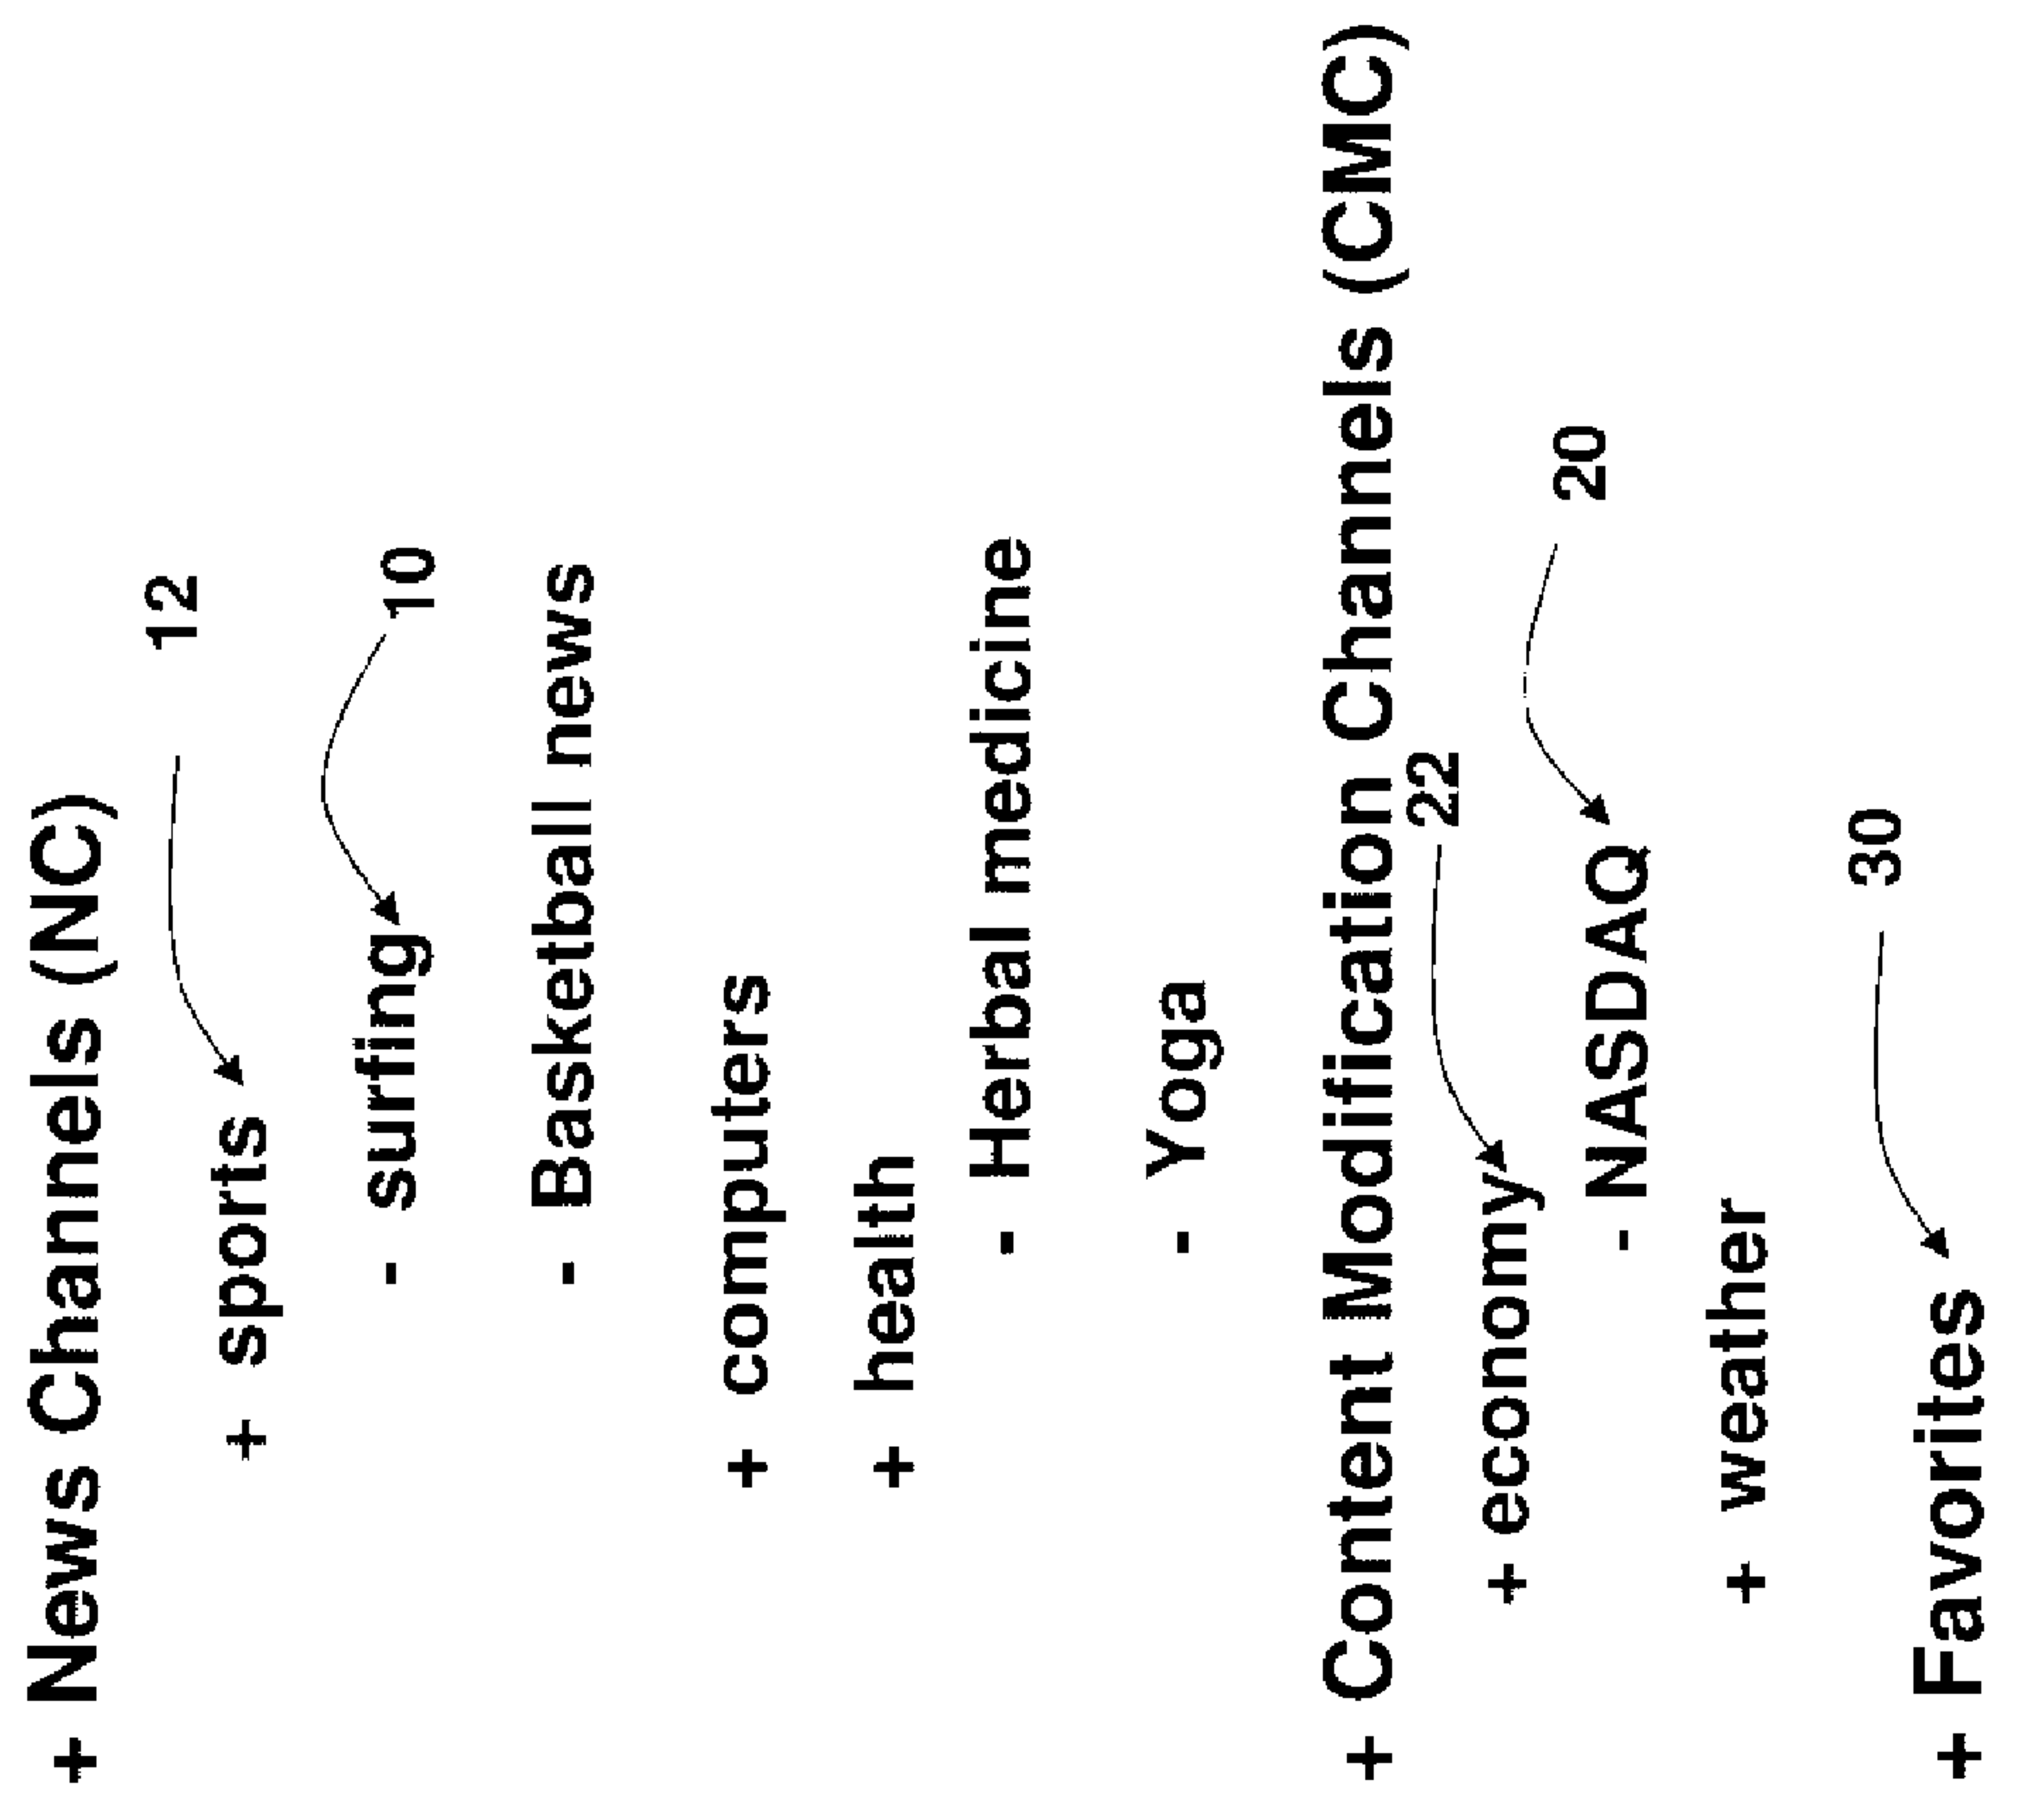 + News Channels (NC)
12
+ sports
10
- surfing
- Basketball news
+ computers
+ health
- Herbal medicine
- Yoga
+ Content Modification Channels (CMC)
22
+ economy
20
- NASDAQ
+ weather
30
+ Favorites